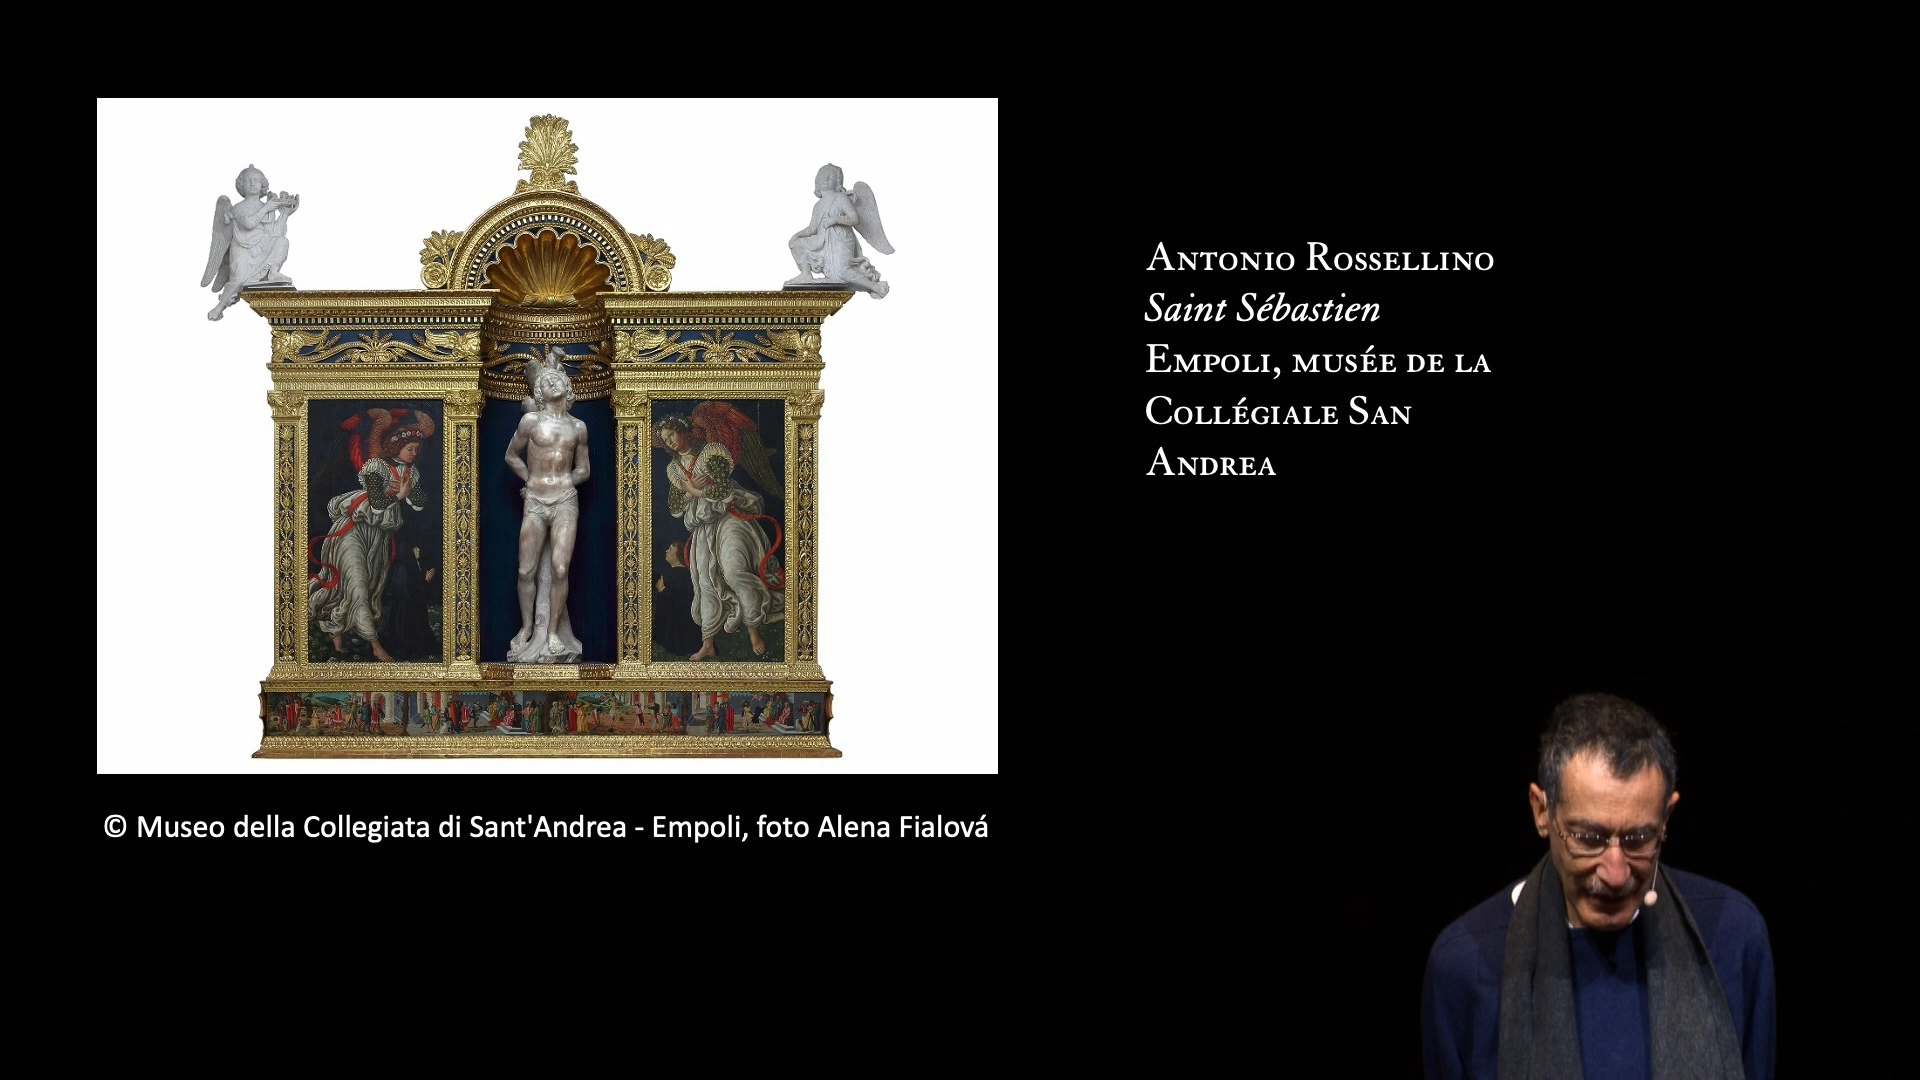 Antonio Rossellino
Saint Sébastien
Empoli, musée de la
Collégiale San
Andrea
© Museo della Collegiata di Sant'Andrea - Empoli, foto Alena Fialová